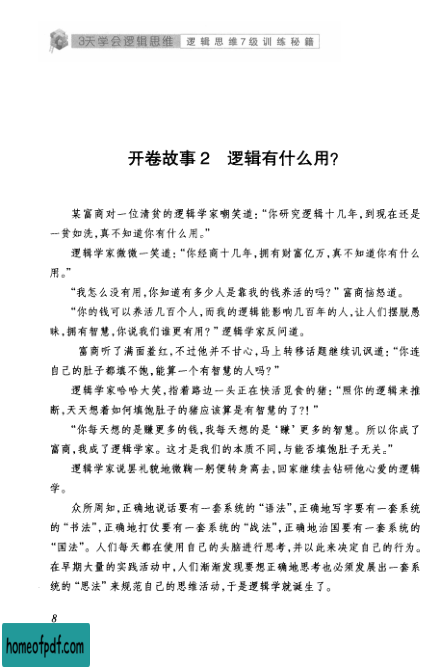 3天学会逻辑思维 逻辑思维7级训练秘籍
开卷故事2 逻辑有什么用?
某富商对一位清贫的逻辑学家嘲笑道:“你研究逻辑十几年,到现在还是
一贫如洗,真不知道你有什么用。”
逻辑学家微微一笑道:“你经商十几年,拥有财富亿万,真不知道你有什么
用。”
“我怎么没有用,你知道有多少人是靠我的钱养活的吗?”富商恼怒道。
“你的钱可以养活几百个人,而我的逻辑能影响几百年的人,让人们摆脱愚
昧,拥有智慧,你说我们谁更有用?”逻辑学家反问道。
富商听了满面羞红,不过他并不甘心,马上转移话题继续讥讽道:“你连
自己的肚子都填不饱,能算一个有智慧的人吗?”
逻辑学家哈哈大笑,指着路边一头正在快活觅食的猪:“照你的逻辑来推
断,天天想着如何填饱肚子的猪应该算是有智慧的了?!”
“你每天想的是赚更多的钱,我每天想的是‘赚’更多的智慧。所以你成了
富商,我成了逻辑学家。这才是我们的本质不同,与能否填饱肚子无关。”
逻辑学家说罢礼貌地微鞠一躬便转身离去,回家继续去钻研他心爱的逻辑
学。
众所周知,正确地说话要有一套系统的“语法”,正确地写字要有一套系统
的“书法”,正确地打仗要有一套系统的“战法”,正确地治国要有一套系统的
“国法”。人们每天都在使用自己的头脑进行思考,并以此来决定自己的行为。
在早期大量的实践活动中,人们渐渐发现要想正确地思考也必须发展出一套系
统的“思法”来规范自己的思维活动,于是逻辑学就诞生了。
8
homeofpdf.com